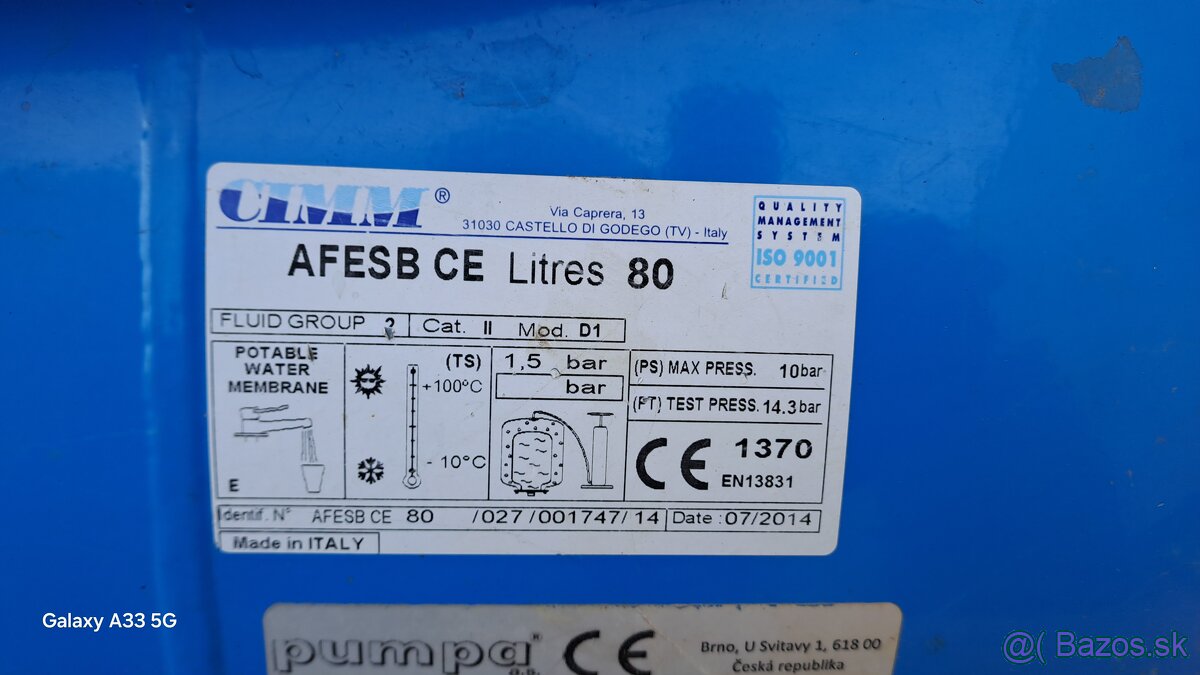 CIMM®
Via Caprera, 13
31030 CASTELLO DI GODEGO (TV) - Italy
QUALITY
MANAGEMENT
SYSTEM
ISO 9001
CERTIFIED
AFESB CE Litres 80
FLUID GROUP 2 Cat. II Mod. D1
POTABLE
WATER
MEMBRANE
E
(TS)
+100°C
- 10°C
1,5 bar
bar
(PS) MAX PRESS. 10bar
(PT) TEST PRESS. 14.3bar
CE 1370
EN13831
Identif. N° AFESB CE 80 /027/001747/14 Date : 07/2014
Made in ITALY
pumpa®
a.s.
CE
Brno, U Svitavy 1, 618 00
Česká republika
Galaxy A33 5G
@( Bazos.sk